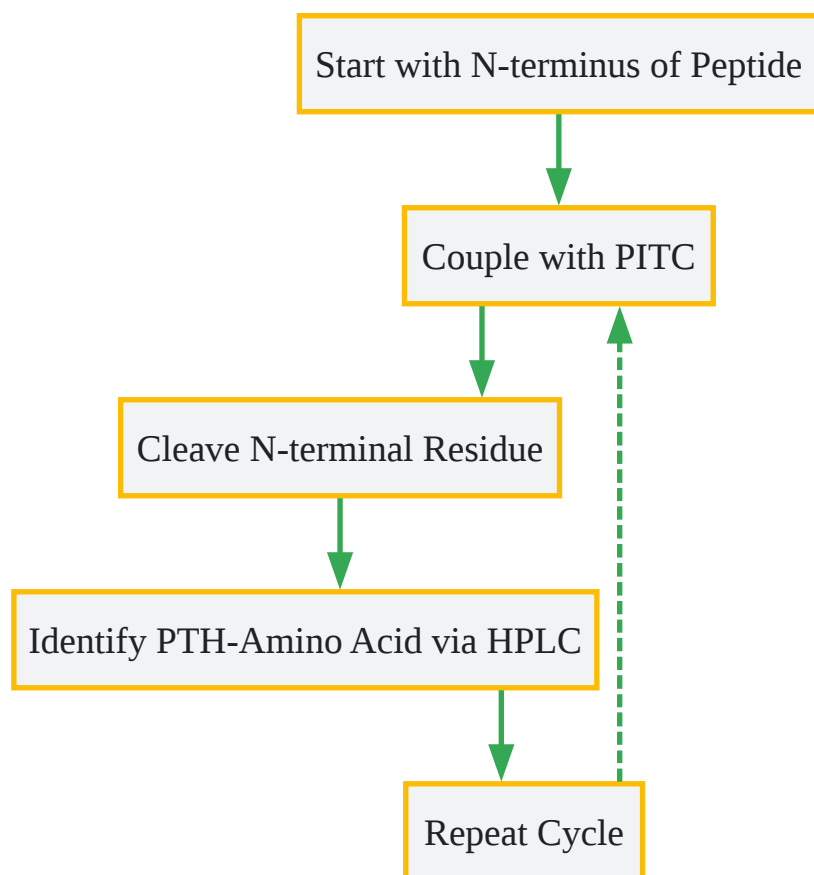 Start with N-terminus of Peptide
Couple with PITC
Cleave N-terminal Residue
Identify PTH-Amino Acid via HPLC
Repeat Cycle